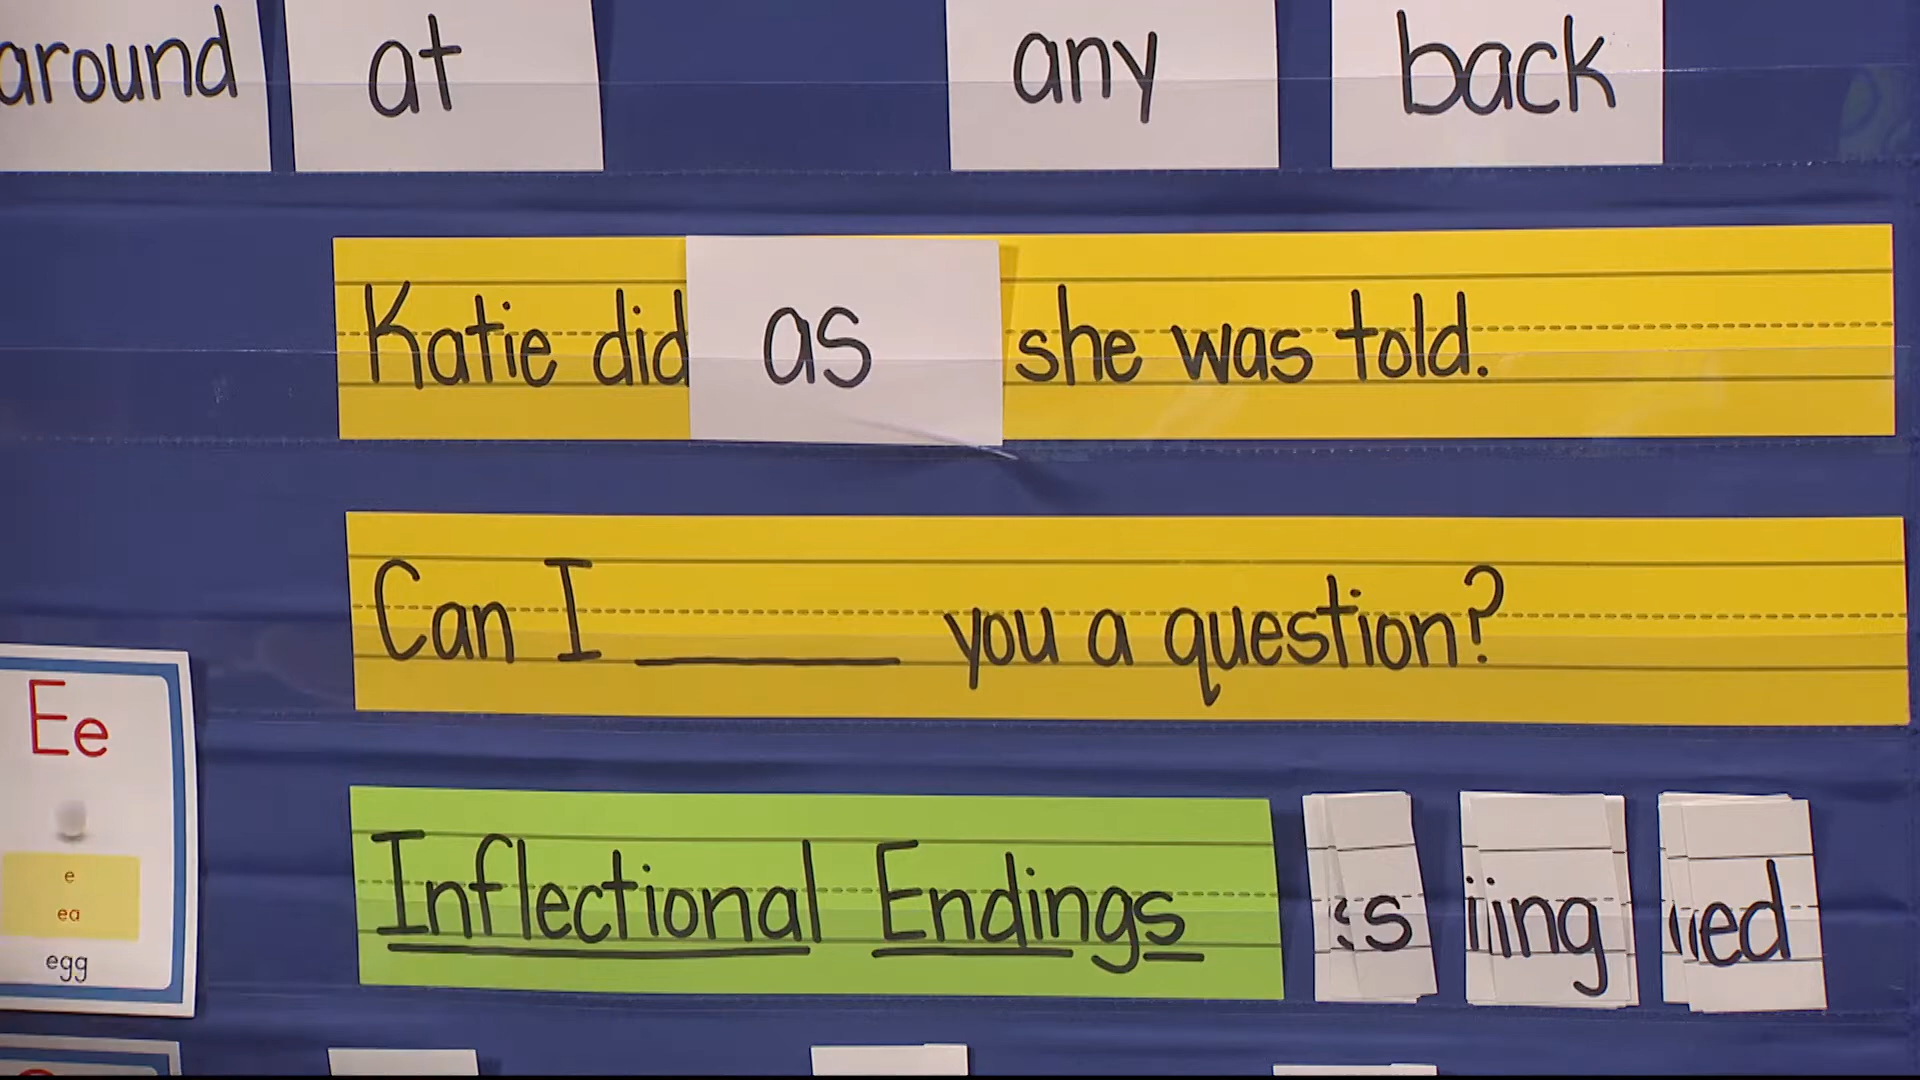 around at any back
Katie did as she was told.
Can I ______ you a question?
Inflectional Endings s ing ed
Ee
e
ea
egg